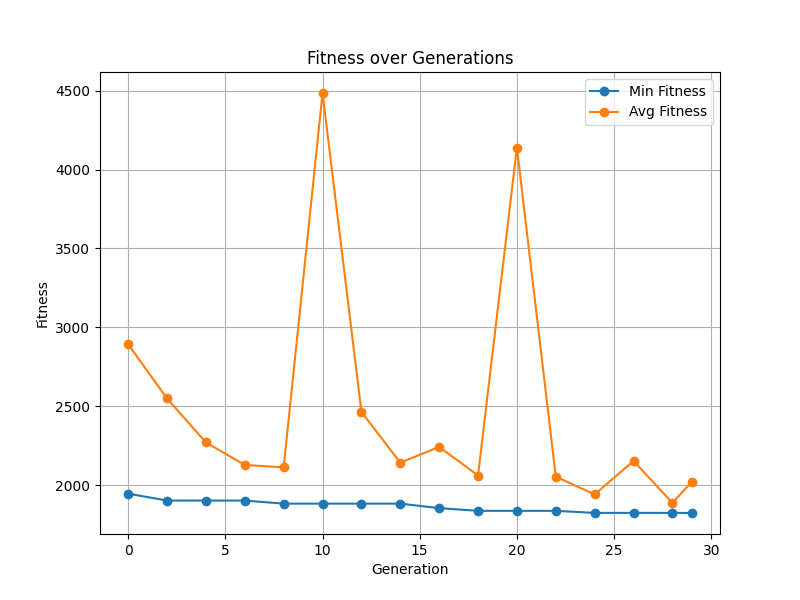 Fitness over Generations
Min Fitness
Avg Fitness
4500
4000
3500
3000
2500
2000
Fitness
0 5 10 15 20 25 30
Generation